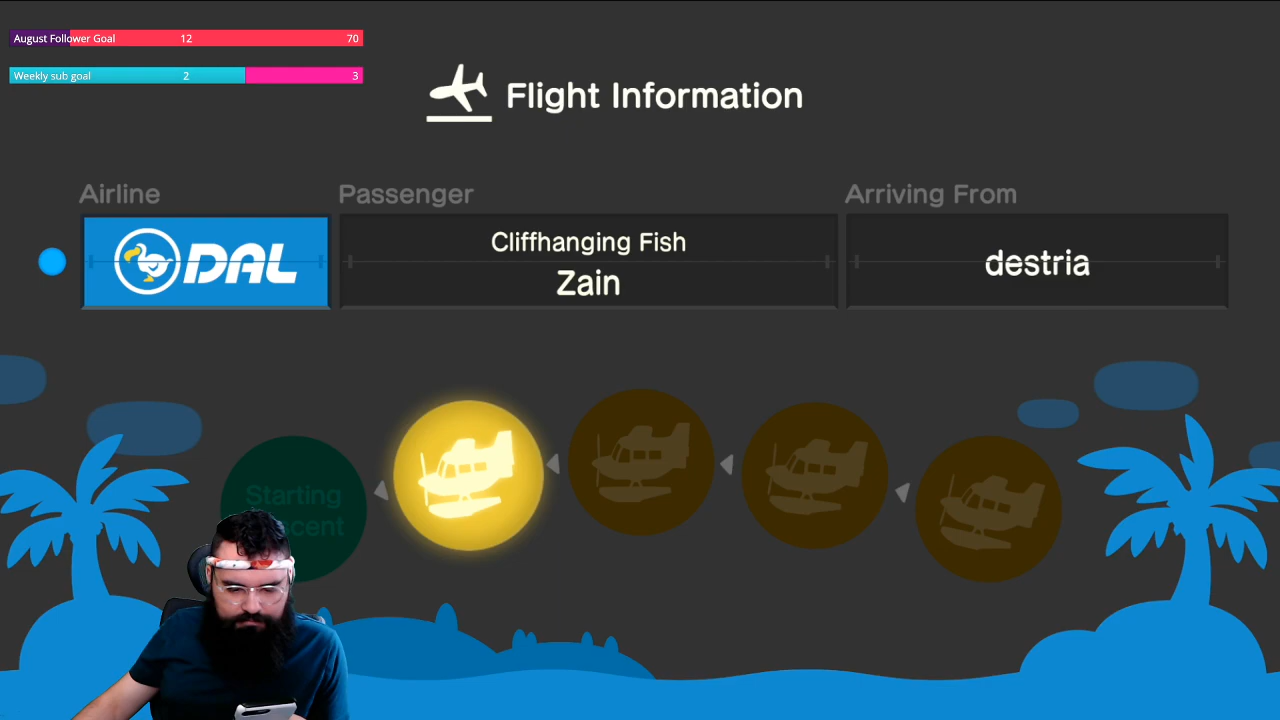 August Follower Goal 12 70
Weekly sub goal 2 3
Flight Information
Airline Passenger Arriving From
DAL
Cliffhanging Fish
Zain
destria
Starting